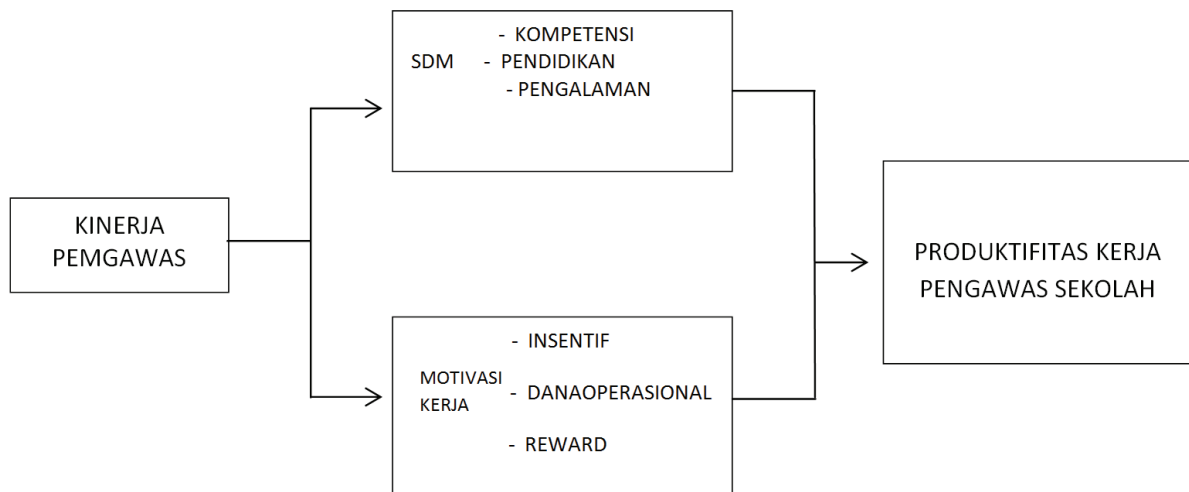 KINERJA
PEMGAWAS
- KOMPETENSI
SDM - PENDIDIKAN
- PENGALAMAN
- INSENTIF
MOTIVASI
KERJA - DANAOPERASIONAL
- REWARD
PRODUKTIFITAS KERJA
PENGAWAS SEKOLAH